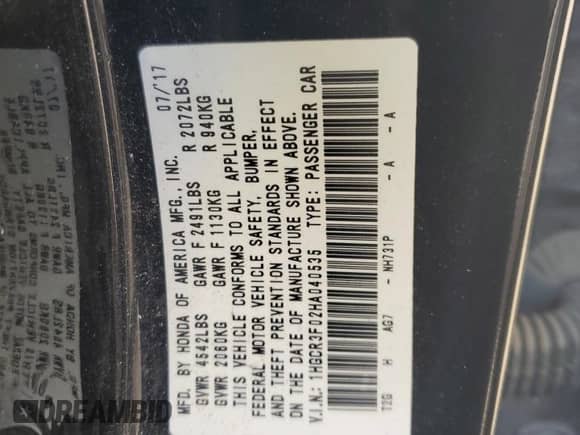 MFD. BY HONDA OF AMERICA MFG., INC. 07/'17
GVWR 4542LBS GAWR F 2491LBS R 2072LBS
GVWR 2060KG GAWR F 1130KG R 940KG
THIS VEHICLE CONFORMS TO ALL APPLICABLE
FEDERAL MOTOR VEHICLE SAFETY, BUMPER,
AND THEFT PREVENTION STANDARDS IN EFFECT
ON THE DATE OF MANUFACTURE SHOWN ABOVE.
V.I.N.: 1HGCR3F02HA040535 TYPE: PASSENGER CAR
T2G H AG7 - NH731P - A - A
DREAMBID